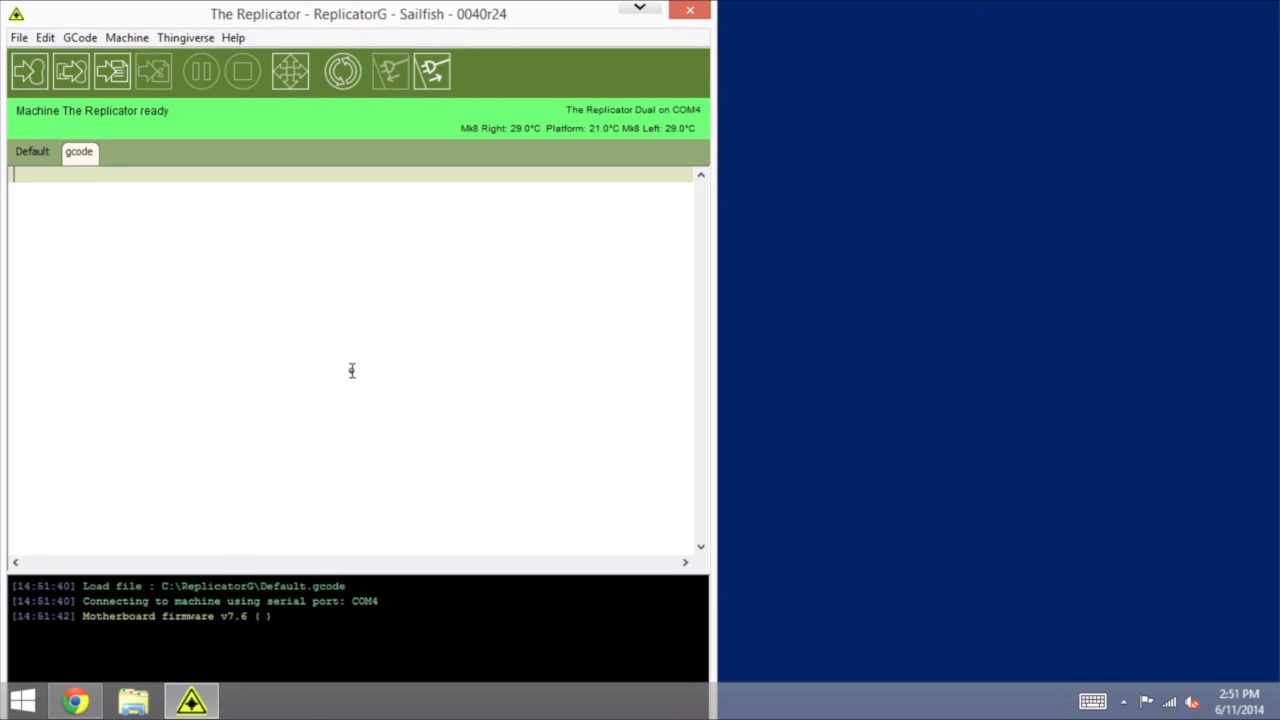 The Replicator - ReplicatorG - Sailfish - 0040r24
File Edit GCode Machine Thingiverse Help
Machine The Replicator ready
The Replicator Dual on COM4
Mk8 Right: 29.0°C Platform: 21.0°C Mk8 Left: 29.0°C
Default gcode
[14:51:40] Load file : C:\ReplicatorG\Default.gcode
[14:51:40] Connecting to machine using serial port: COM4
[14:51:42] Motherboard firmware v7.6 ( )
2:51 PM
6/11/2014